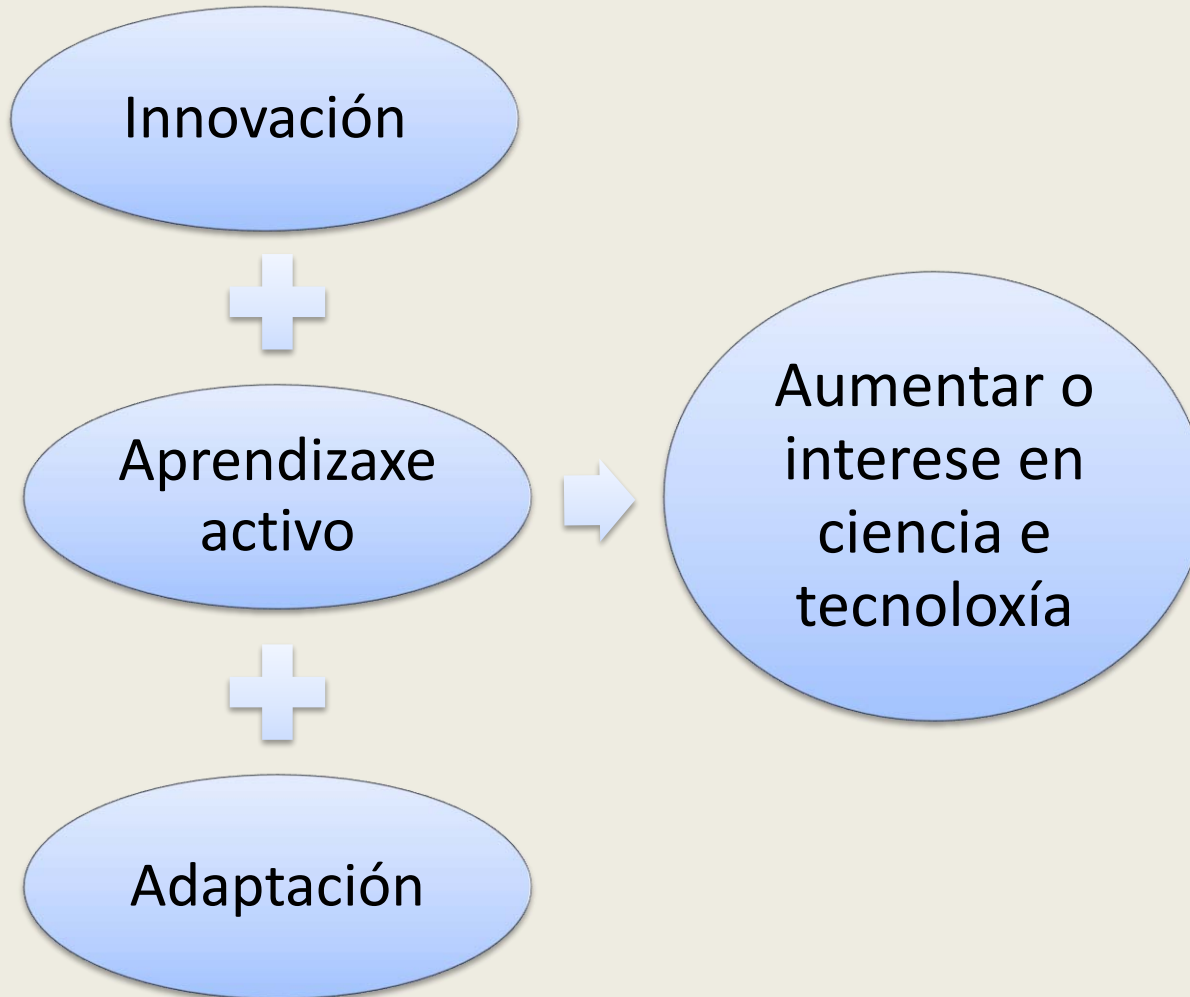 Innovación
Aprendizaxe
activo
Adaptación
Aumentar o
interese en
ciencia e
tecnoloxía